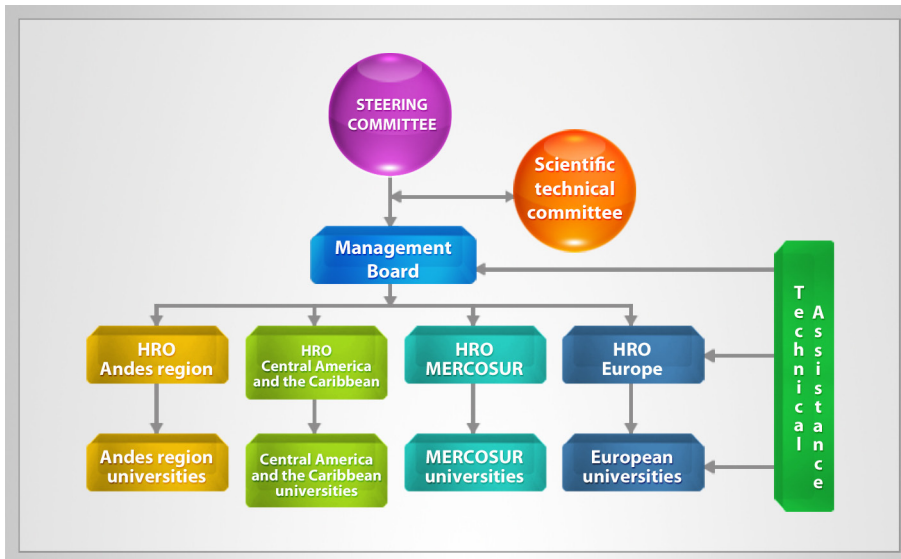 STEERING
COMMITTEE
Scientific
technical
committee
Management
Board
Technical
Assistance
HRO
Andes region
HRO
Central America
and the Caribbean
HRO
MERCOSUR
HRO
Europe
Andes region
universities
Central America
and the Caribbean
universities
MERCOSUR
universities
European
universities